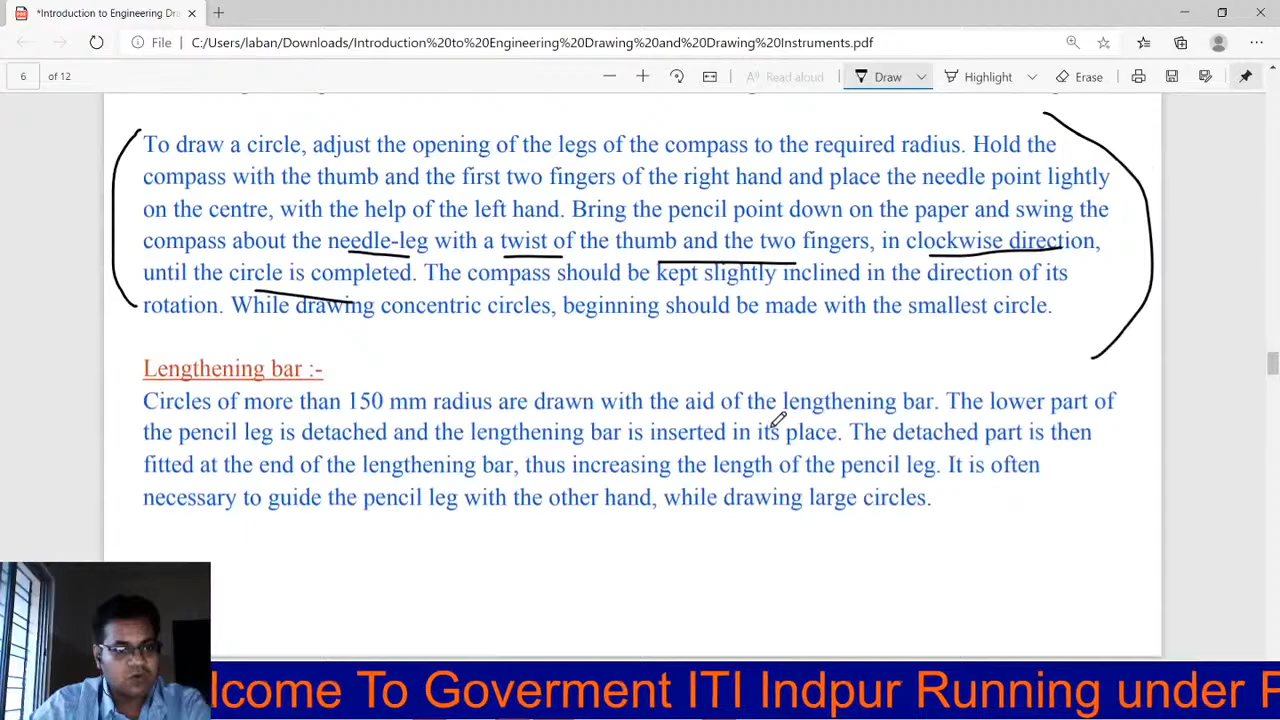 *Introduction to Engineering Dra
File C:/Users/laban/Downloads/Introduction%20to%20Engineering%20Drawing%20and%20Drawing%20Instruments.pdf
6 of 12 Read aloud Draw Highlight Erase
To draw a circle, adjust the opening of the legs of the compass to the required radius. Hold the
compass with the thumb and the first two fingers of the right hand and place the needle point lightly
on the centre, with the help of the left hand. Bring the pencil point down on the paper and swing the
compass about the needle-leg with a twist of the thumb and the two fingers, in clockwise direction,
until the circle is completed. The compass should be kept slightly inclined in the direction of its
rotation. While drawing concentric circles, beginning should be made with the smallest circle.
Lengthening bar :-
Circles of more than 150 mm radius are drawn with the aid of the lengthening bar. The lower part of
the pencil leg is detached and the lengthening bar is inserted in its place. The detached part is then
fitted at the end of the lengthening bar, thus increasing the length of the pencil leg. It is often
necessary to guide the pencil leg with the other hand, while drawing large circles.
lcome To Goverment ITI Indpur Running under P